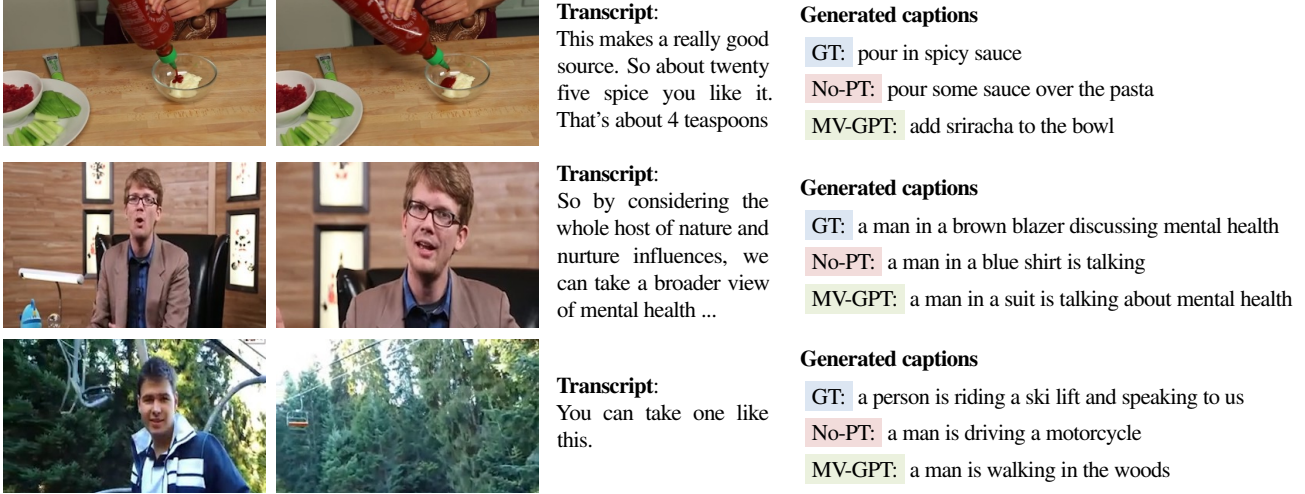 Transcript:
This makes a really good
source. So about twenty
five spice you like it.
That's about 4 teaspoons
Generated captions
GT: pour in spicy sauce
No-PT: pour some sauce over the pasta
MV-GPT: add sriracha to the bowl
Transcript:
So by considering the
whole host of nature and
nurture influences, we
can take a broader view
of mental health ...
Generated captions
GT: a man in a brown blazer discussing mental health
No-PT: a man in a blue shirt is talking
MV-GPT: a man in a suit is talking about mental health
Transcript:
You can take one like
this.
Generated captions
GT: a person is riding a ski lift and speaking to us
No-PT: a man is driving a motorcycle
MV-GPT: a man is walking in the woods